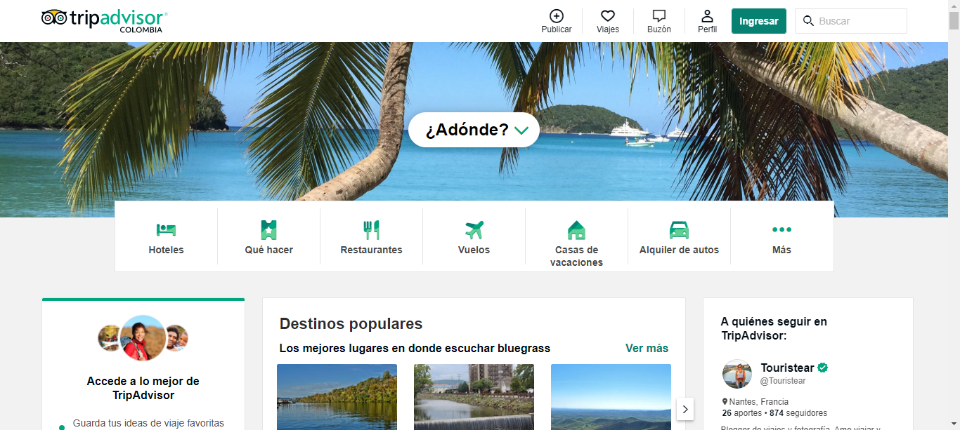 tripadvisor
COLOMBIA
Publicar
Viajes
Buzón
Perfil
Ingresar
Buscar
¿Adónde?
Hoteles
Qué hacer
Restaurantes
Vuelos
Casas de
vacaciones
Alquiler de autos
Más
Accede a lo mejor de
TripAdvisor
Guarda tus ideas de viaje favoritas
Destinos populares
Los mejores lugares en donde escuchar bluegrass
Ver más
A quiénes seguir en
TripAdvisor:
Touristear
@Touristear
Nantes, Francia
26 aportes • 874 seguidores
Bloguer de viajes y fotografía. Amo viajar y